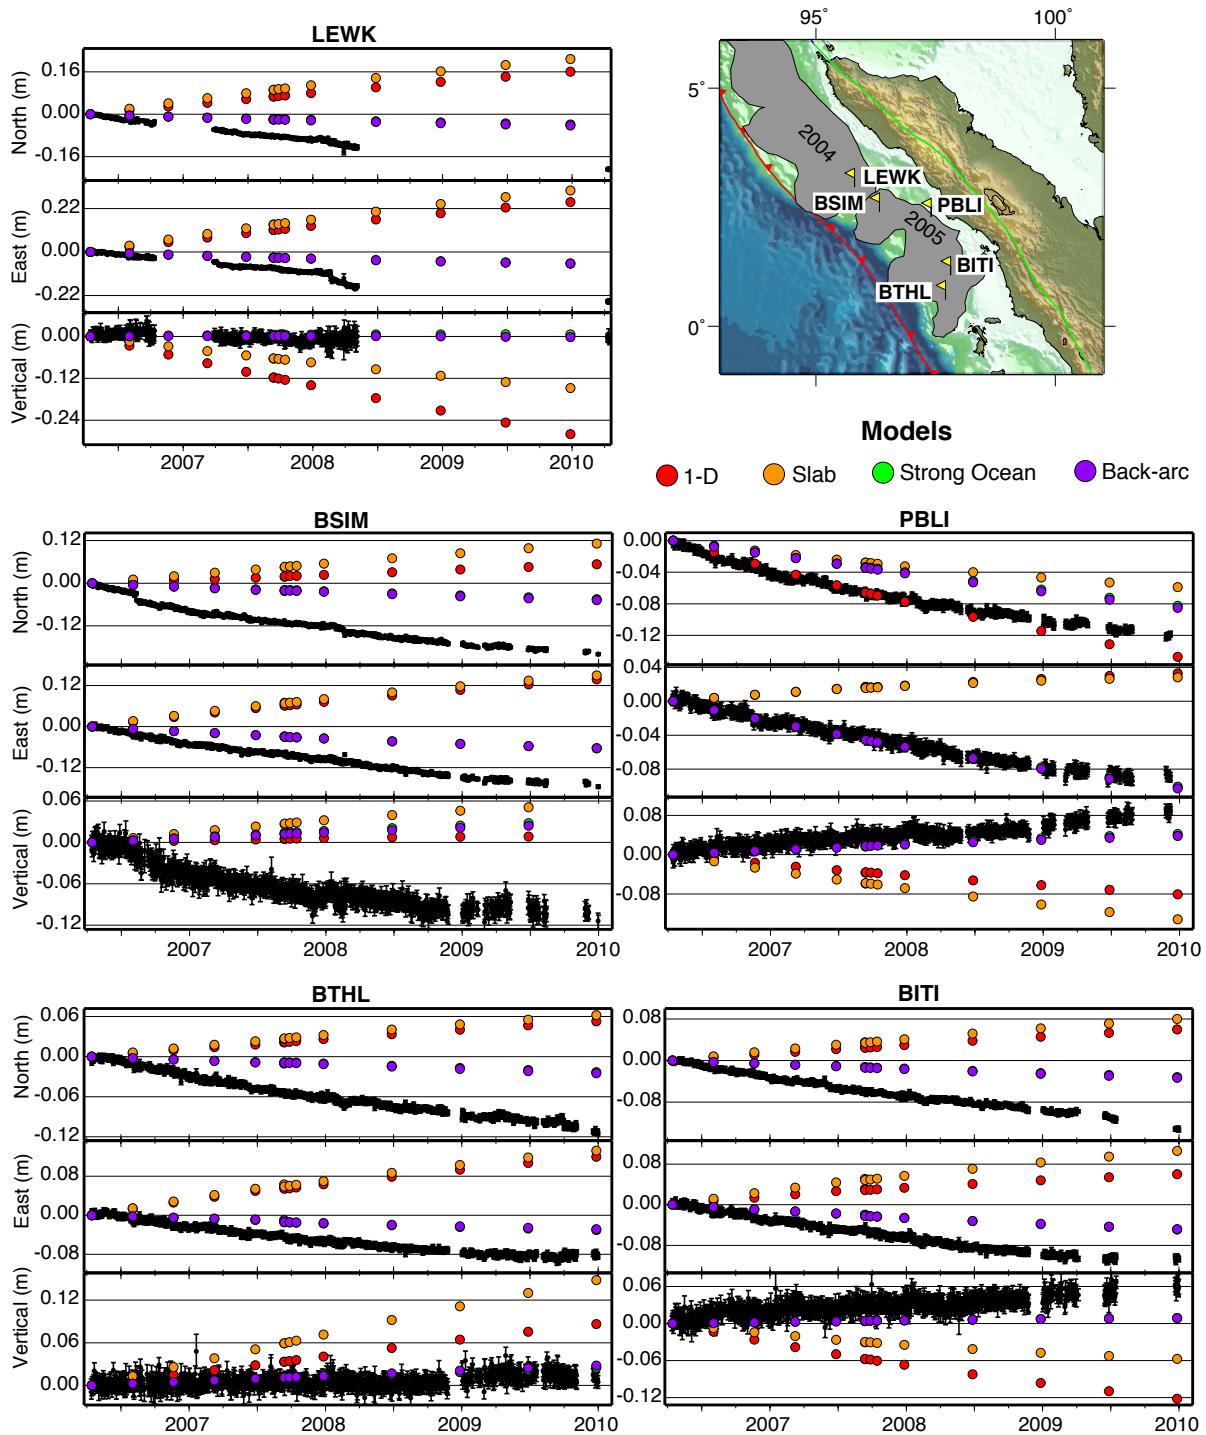 LEWK
0.16
0.00
-0.16
North (m)
0.22
0.00
-0.22
East (m)
0.00
-0.12
-0.24
Vertical (m)
2007 2008 2009 2010
95° 100°
5°
0°
2004
2005
LEWK
BSIM
PBLI
BITI
BTHL
Models
1-D Slab Strong Ocean Back-arc
BSIM
0.12
0.00
-0.12
North (m)
0.12
0.00
-0.12
East (m)
0.06
0.00
-0.06
-0.12
Vertical (m)
2007 2008 2009 2010
PBLI
0.00
-0.04
-0.08
-0.12
0.04
0.00
-0.04
-0.08
0.08
0.00
-0.08
2007 2008 2009 2010
BTHL
0.06
0.00
-0.06
-0.12
North (m)
0.08
0.00
-0.08
East (m)
0.12
0.06
0.00
Vertical (m)
2007 2008 2009 2010
BITI
0.08
0.00
-0.08
0.08
0.00
-0.08
0.06
0.00
-0.06
-0.12
2007 2008 2009 2010